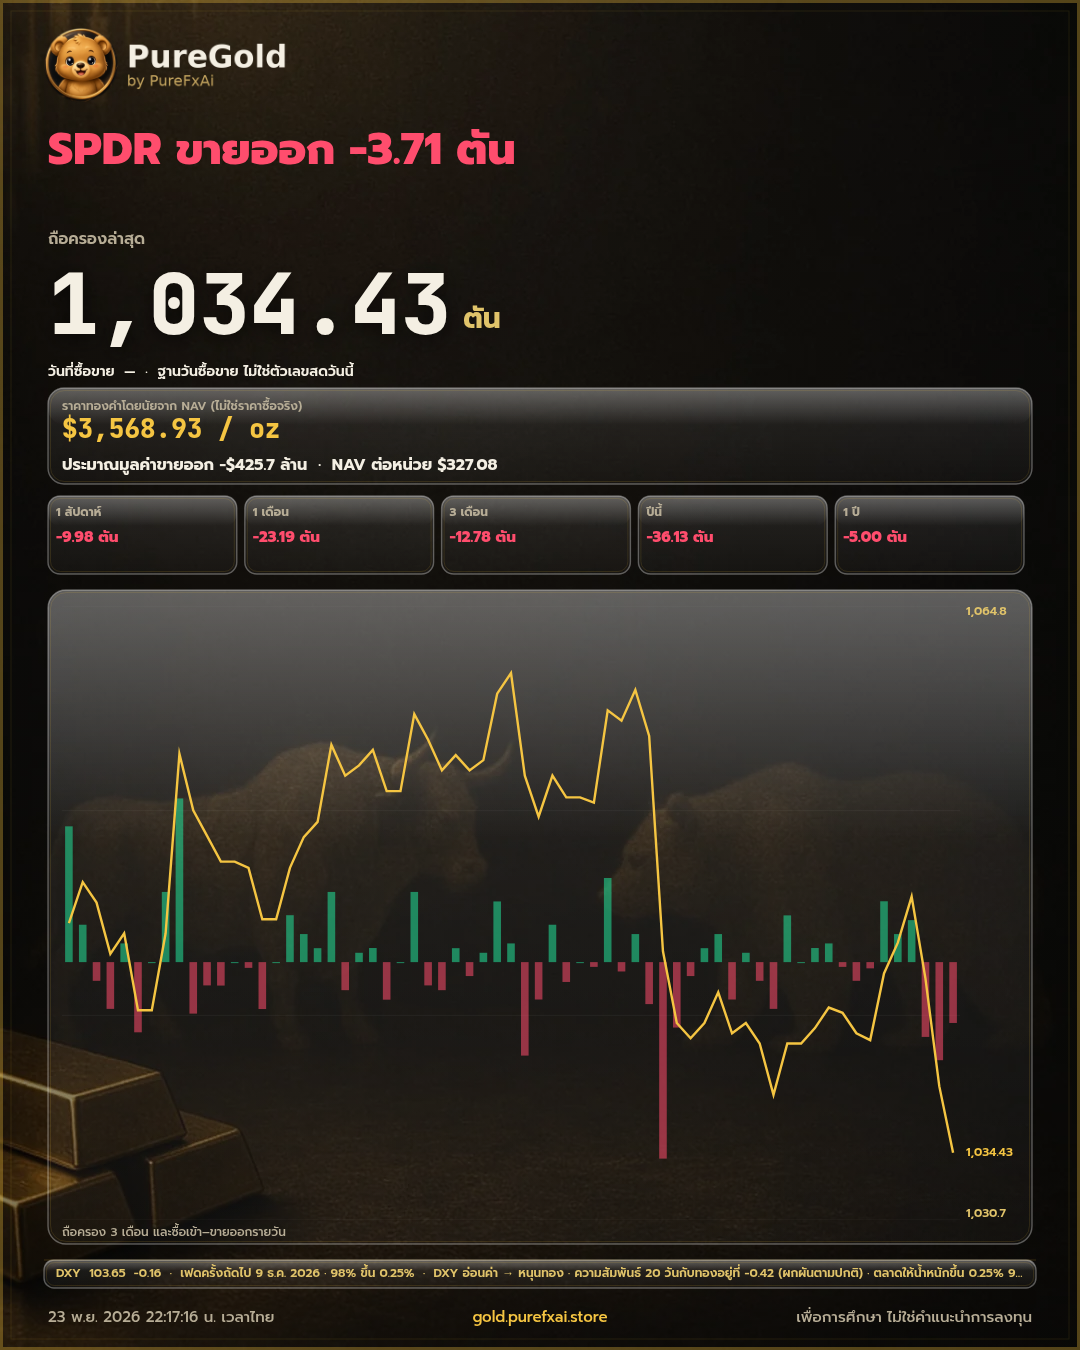 PureGold
by PureFxAi
SPDR ขายออก -3.71 ตัน
ถือครองล่าสุด
1,034.43 ตัน
วันที่ซื้อขาย — · ฐานวันซื้อขาย ไม่ใช่ตัวเลขสดวันนี้
ราคาทองคำโดยนัยจาก NAV (ไม่ใช่ราคาซื้อจริง)
$3,568.93 / oz
ประมาณมูลค่าขายออก -$425.7 ล้าน · NAV ต่อหน่วย $327.08
1 สัปดาห์
-9.98 ตัน
1 เดือน
-23.19 ตัน
3 เดือน
-12.78 ตัน
ปีนี้
-36.13 ตัน
1 ปี
-5.00 ตัน
1,064.8
1,034.43
1,030.7
ถือครอง 3 เดือน และซื้อเข้า–ขายออกรายวัน
DXY 103.65 -0.16 · เฟดครั้งถัดไป 9 ธ.ค. 2026 · 98% ขึ้น 0.25% · DXY อ่อนค่า → หนุนทอง · ความสัมพันธ์ 20 วันกับทองอยู่ที่ -0.42 (ผกผันตามปกติ) · ตลาดให้น้ำหนักขึ้น 0.25% 9…
23 พ.ย. 2026 22:17:16 น. เวลาไทย
gold.purefxai.store
เพื่อการศึกษา ไม่ใช่คำแนะนำการลงทุน